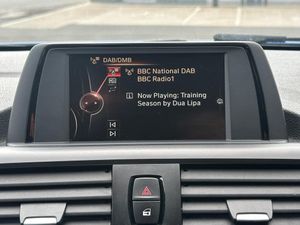 DAB/DMB
BBC National DAB
BBC Radio1
Now Playing: Training
Season by Dua Lipa